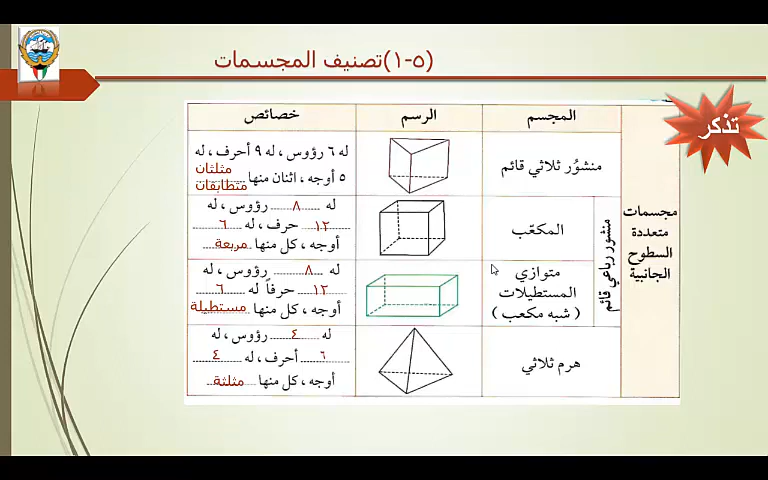 (٥-١) تصنيف المجسمات
تذكر
المجسم
الرسم
خصائص
مجسمات
متعددة
السطوح
الجانبية
منشور ثلاثي قائم
له ٦ رؤوس ، له ٩ أحرف ، له
٥ أوجه ، اثنان منها مثلثان
متطابقات
منشور رباعي قائم
المكعّب
له ٨ رؤوس ، له
١٢ حرف ، له ٦
أوجه ، كل منها مربعة
متوازي
المستطيلات
( شبه مكعب )
له ٨ رؤوس ، له
١٢ حرفاً له ٦
أوجه ، كل منها مستطيلة
هرم ثلاثي
له ٤ رؤوس ، له
٦ أحرف ، له ٤
أوجه ، كل منها مثلثة